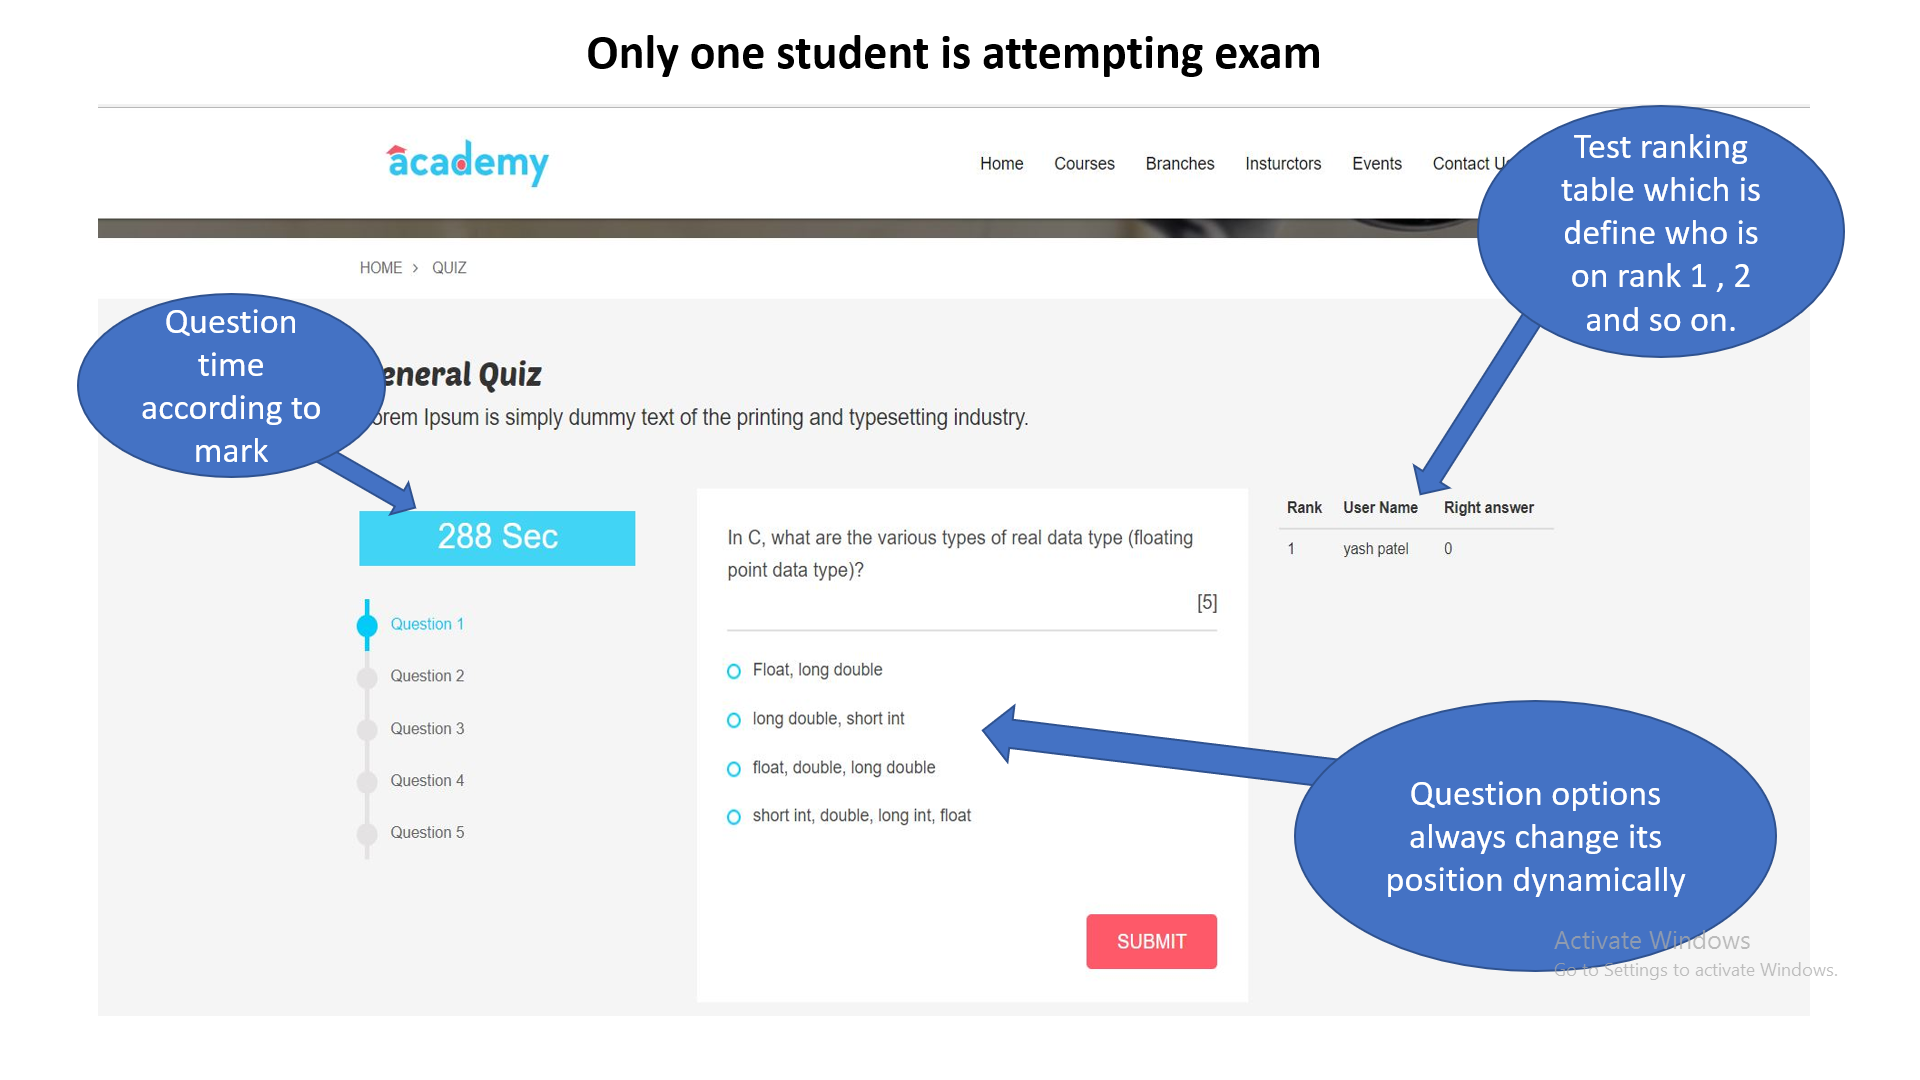 Only one student is attempting exam
academy
Home Courses Branches Insturctors Events Contact U
Test ranking
table which is
define who is
on rank 1 , 2
and so on.
HOME > QUIZ
Question
time
according to
mark
eneral Quiz
orem Ipsum is simply dummy text of the printing and typesetting industry.
288 Sec
Question 1
Question 2
Question 3
Question 4
Question 5
In C, what are the various types of real data type (floating
point data type)?
[5]
Float, long double
long double, short int
float, double, long double
short int, double, long int, float
SUBMIT
Rank User Name Right answer
1 yash patel 0
Question options
always change its
position dynamically
Activate Windows
Go to Settings to activate Windows.